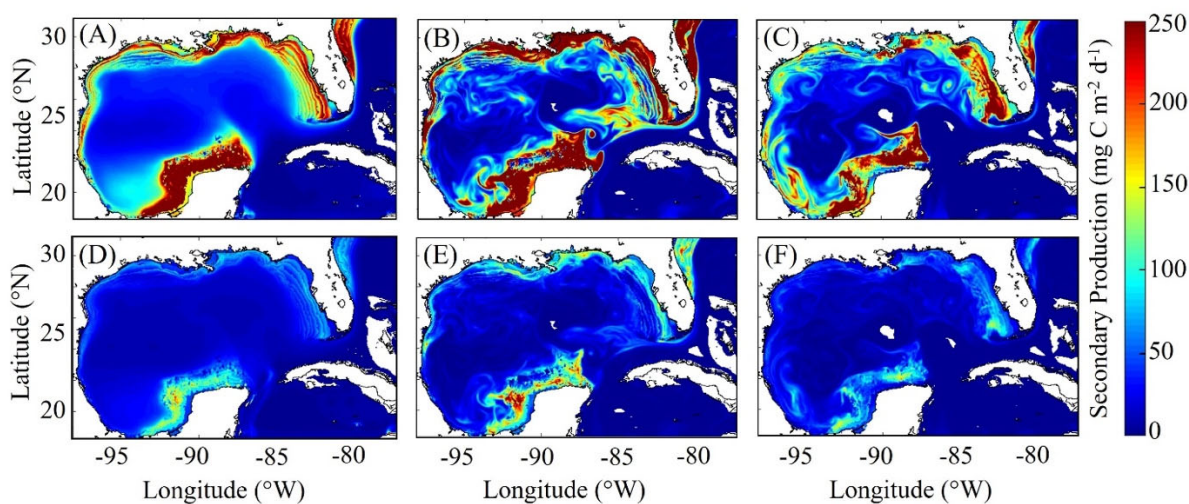 (A) (B) (C)
30
25
20
Latitude (°N)
(D) (E) (F)
30
25
20
Latitude (°N)
-95 -90 -85 -80 -95 -90 -85 -80 -95 -90 -85 -80
Longitude (°W) Longitude (°W) Longitude (°W)
250
200
150
100
50
0
Secondary Production (mg C m⁻² d⁻¹)